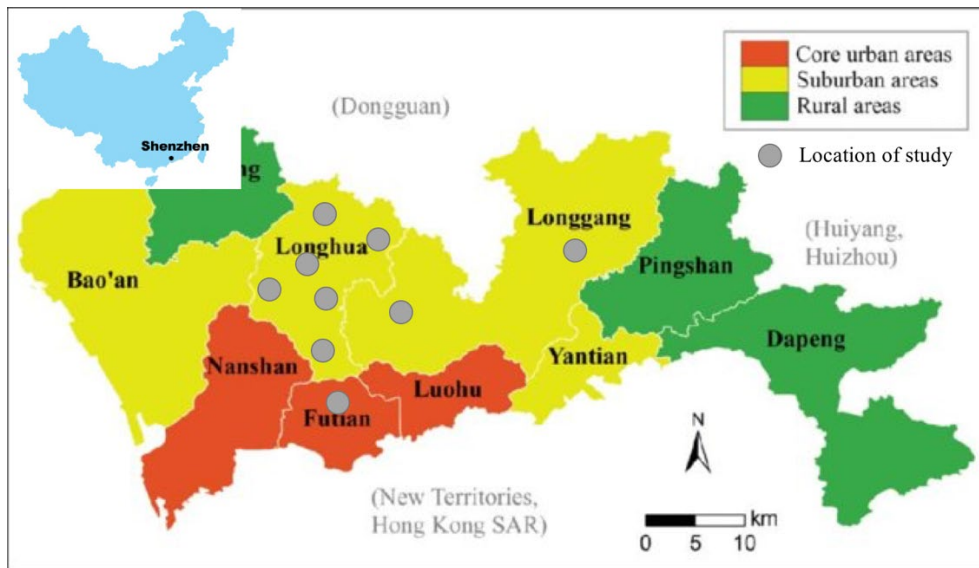 Shenzhen
Core urban areas
Suburban areas
Rural areas
Location of study
(Dongguan)
ng
Longhua
Longgang
(Huiyang,
Huizhou)
Bao'an
Pingshan
Nanshan
Luohu
Yantian
Dapeng
Futian
N
(New Territories,
Hong Kong SAR)
km
0 5 10